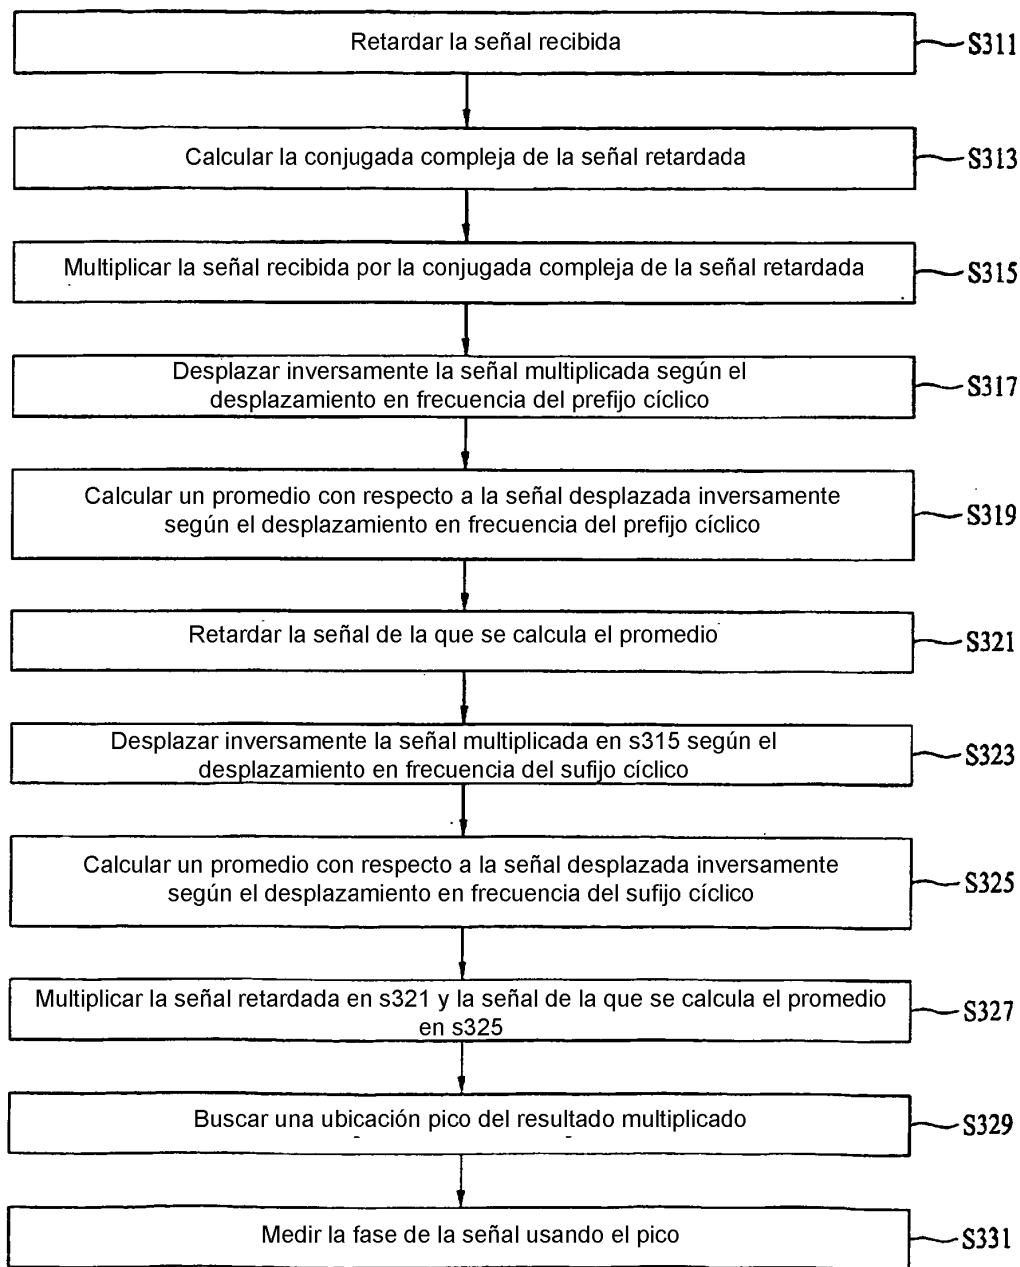 Retardar la señal recibida
S311
Calcular la conjugada compleja de la señal retardada
S313
Multiplicar la señal recibida por la conjugada compleja de la señal retardada
S315
Desplazar inversamente la señal multiplicada según el
desplazamiento en frecuencia del prefijo cíclico
S317
Calcular un promedio con respecto a la señal desplazada inversamente
según el desplazamiento en frecuencia del prefijo cíclico
S319
Retardar la señal de la que se calcula el promedio
S321
Desplazar inversamente la señal multiplicada en s315 según el
desplazamiento en frecuencia del sufijo cíclico
S323
Calcular un promedio con respecto a la señal desplazada inversamente
según el desplazamiento en frecuencia del sufijo cíclico
S325
Multiplicar la señal retardada en s321 y la señal de la que se calcula el promedio
en s325
S327
Buscar una ubicación pico del resultado multiplicado
S329
Medir la fase de la señal usando el pico
S331